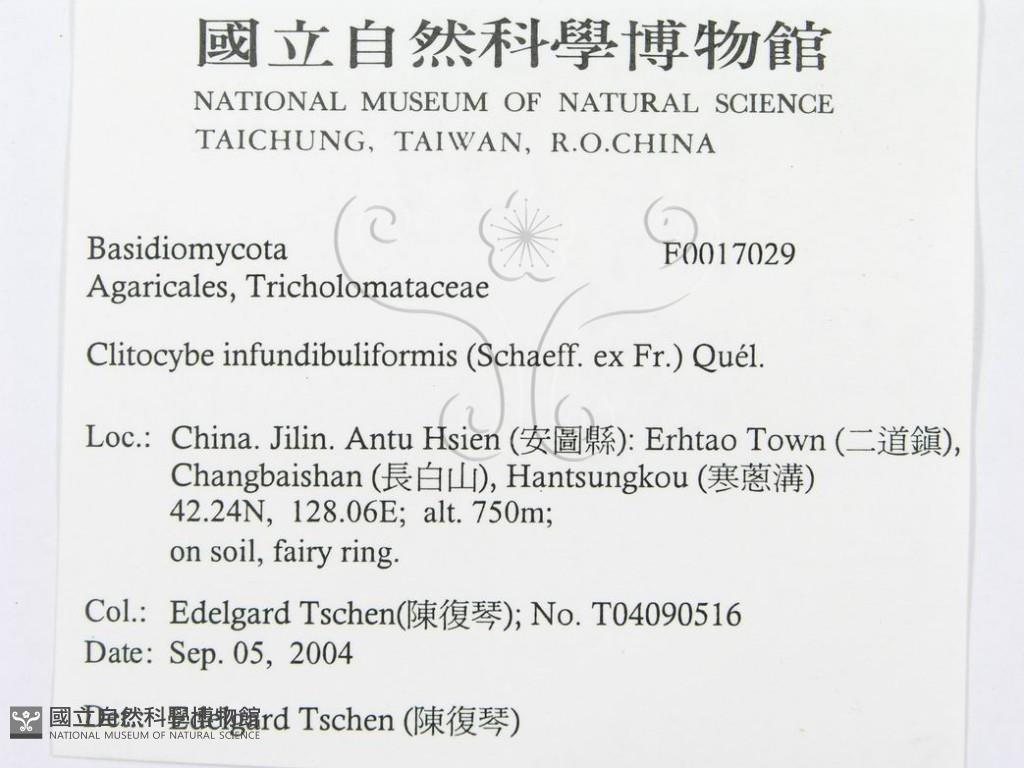 國立自然科學博物館
NATIONAL MUSEUM OF NATURAL SCIENCE
TAICHUNG, TAIWAN, R.O.CHINA
Basidiomycota F0017029
Agaricales, Tricholomataceae
Clitocybe infundibuliformis (Schaeff. ex Fr.) Quél.
Loc.: China. Jilin. Antu Hsien (安圖縣): Erhtao Town (二道鎮),
Changbaishan (長白山), Hantsungkou (寒蔥溝)
42.24N, 128.06E; alt. 750m;
on soil, fairy ring.
Col.: Edelgard Tschen(陳復琴); No. T04090516
Date: Sep. 05, 2004
Det.: Edelgard Tschen (陳復琴)
國立自然科學博物館
NATIONAL MUSEUM OF NATURAL SCIENCE